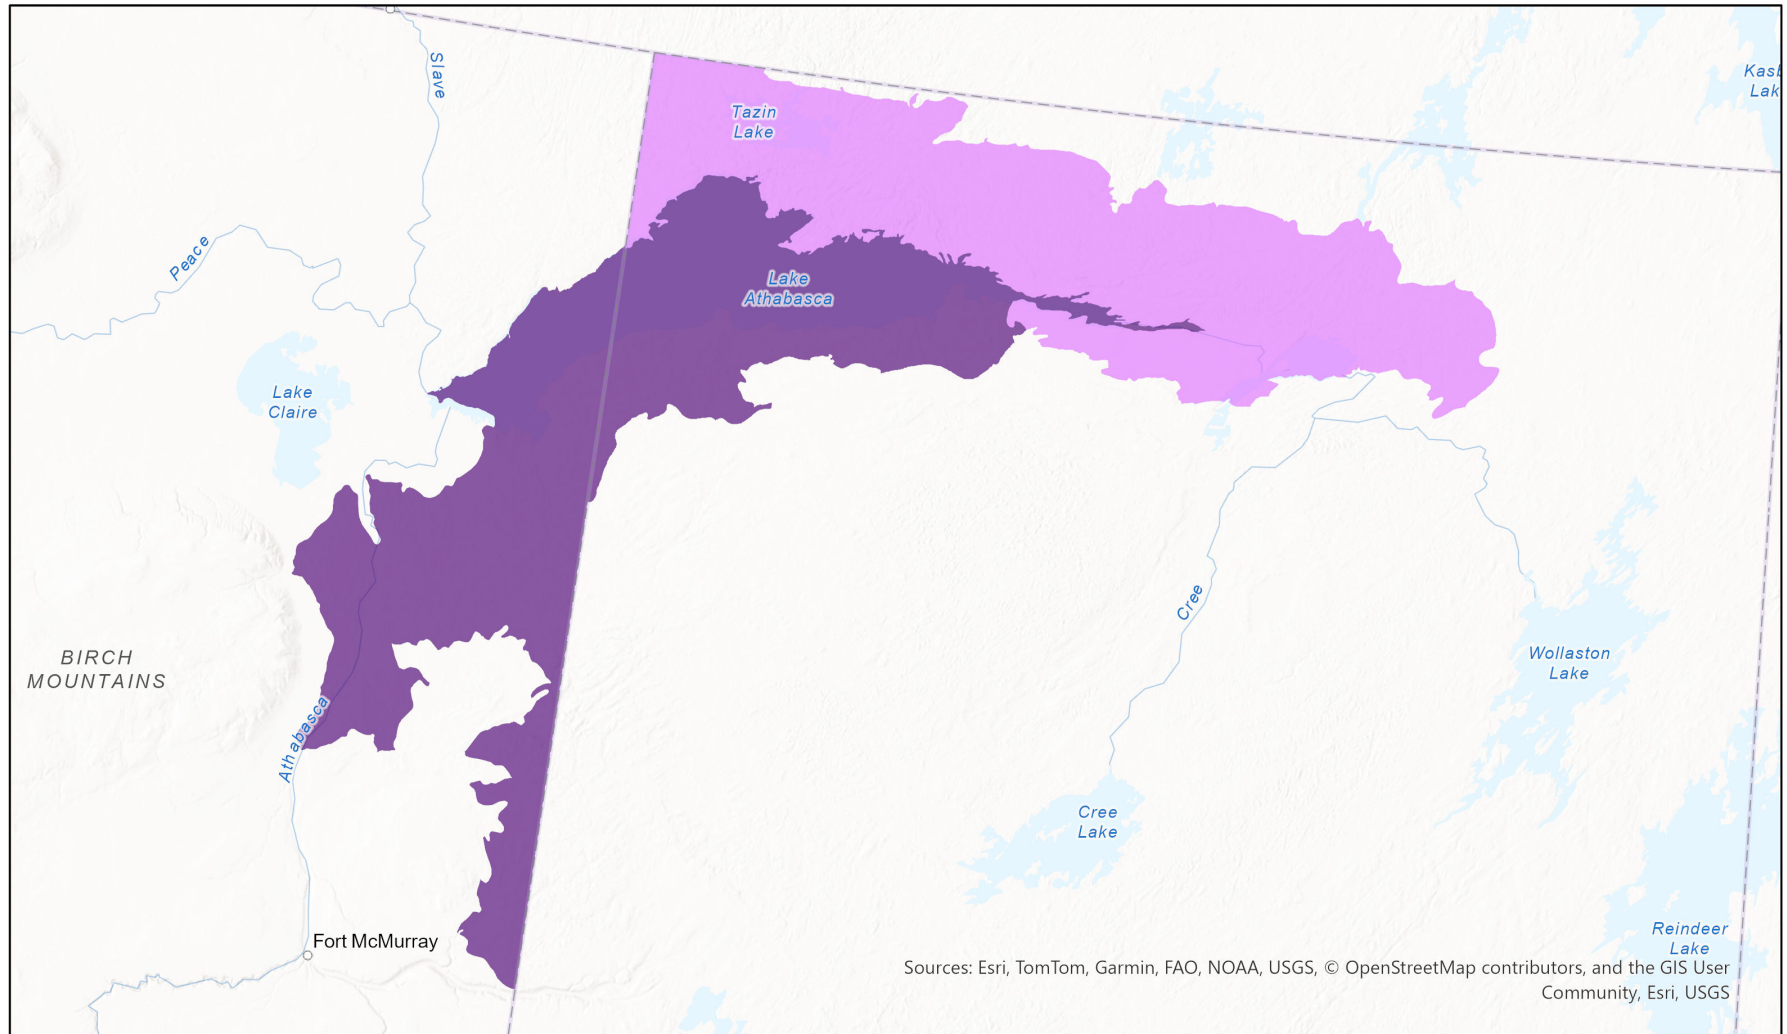 Slave
Kasb
Lak
Tazin
Lake
Peace
Lake
Athabasca
Lake
Claire
Cree
BIRCH
MOUNTAINS
Wollaston
Lake
Athabasca
Cree
Lake
Fort McMurray
Reindeer
Lake
Sources: Esri, TomTom, Garmin, FAO, NOAA, USGS, © OpenStreetMap contributors, and the GIS User
Community, Esri, USGS